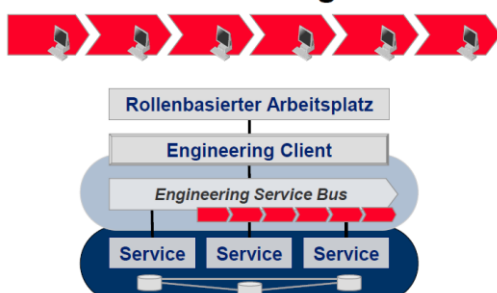 Rollenbasierter Arbeitsplatz
Engineering Client
Engineering Service Bus
Service Service Service